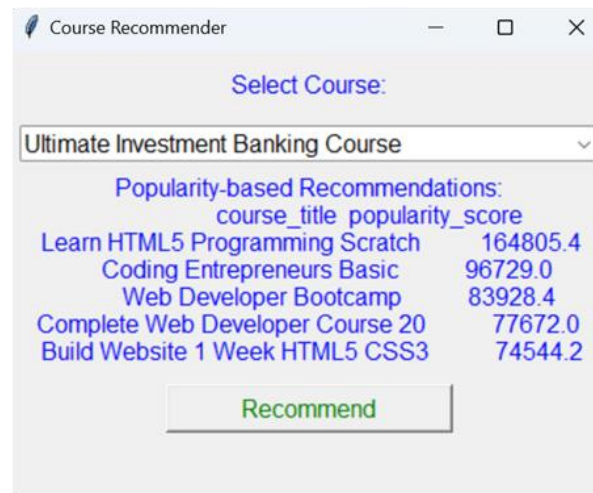 Course Recommender
Select Course:
Ultimate Investment Banking Course
Popularity-based Recommendations:
course_title popularity_score
Learn HTML5 Programming Scratch 164805.4
Coding Entrepreneurs Basic 96729.0
Web Developer Bootcamp 83928.4
Complete Web Developer Course 20 77672.0
Build Website 1 Week HTML5 CSS3 74544.2
Recommend